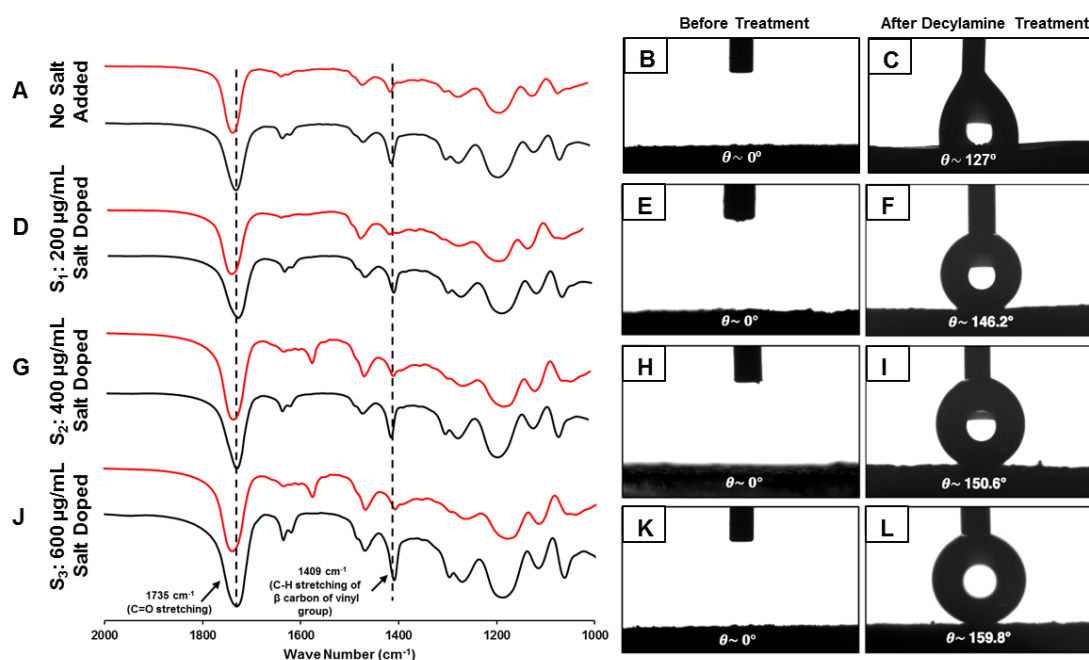 Before Treatment
After Decylamine Treatment
A
No Salt
Added
B
θ ~ 0°
C
θ ~ 127°
D
S₁: 200 µg/mL
Salt Doped
E
θ ~ 0°
F
θ ~ 146.2°
G
S₂: 400 µg/mL
Salt Doped
H
θ ~ 0°
I
θ ~ 150.6°
J
S₃: 600 µg/mL
Salt Doped
K
θ ~ 0°
L
θ ~ 159.8°
1735 cm⁻¹
(C=O stretching)
1409 cm⁻¹
(C-H stretching of
β carbon of vinyl
group)
2000 1800 1600 1400 1200 1000
Wave Number (cm⁻¹)